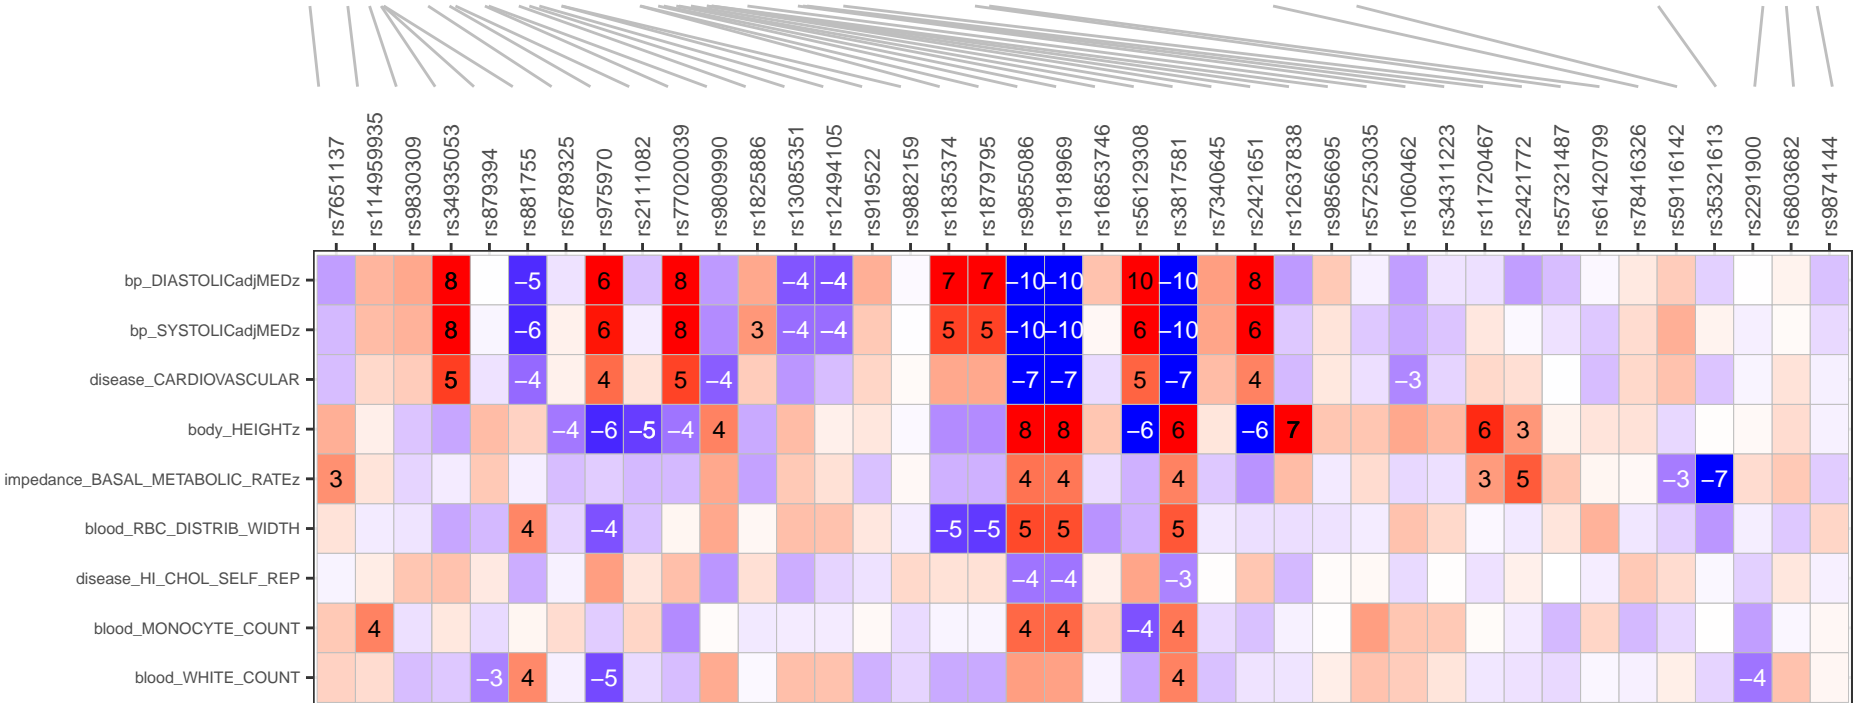 rs7651137 rs114959935 rs9830309 rs34935053 rs879394 rs8817755 rs6789325 rs975970 rs2111082 rs77020039 rs9809990 rs1825886 rs13085351 rs12494105 rs9195222 rs9882159 rs1835374 rs1879795 rs9855086 rs1918969 rs16853746 rs56129308 rs3817581 rs7340645 rs2421651 rs12637838 rs9856695 rs57253035 rs1060462 rs34311223 rs11720467 rs2421772 rs57321487 rs61420799 rs78416326 rs59116142 rs35321613 rs22919000 rs6803682 rs9874144
bp_DIASTOLICadjMEDz 8 −5 6 8 −4 −4 7 7 −10 −10 10 −10 8
bp_SYSTOLICadjMEDz 8 −6 6 8 3 −4 −4 5 5 −10 −10 6 −10 6
disease_CARDIOVASCULAR 5 −4 4 5 −4 −7 −7 5 −7 4 −3
body_HEIGHTz −4 −6 −5 −4 4 8 8 −6 6 −6 7 6 3
impedance_BASAL_METABOLIC_RATEz 3 4 4 4 3 5 −3 −7
blood_RBC_DISTRIB_WIDTH 4 −4 −5 −5 5 5 5
disease_HI_CHOL_SELF_REP −4 −4 −3
blood_MONOCYTE_COUNT 4 4 4 −4 4
blood_WHITE_COUNT −3 4 −5 4 −4